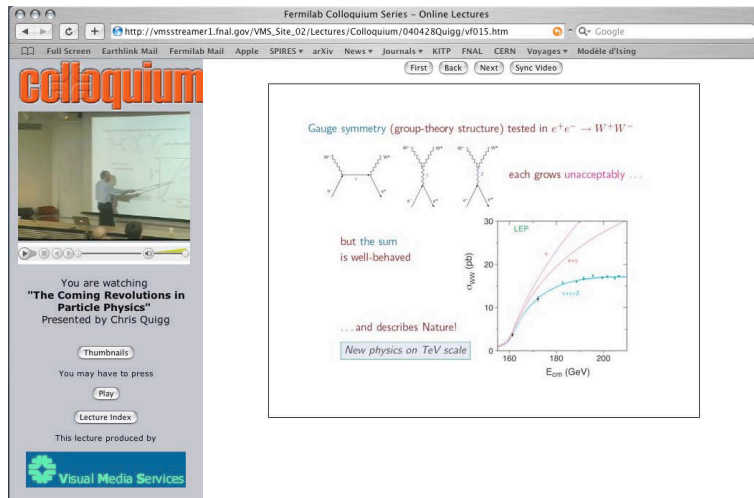 Fermilab Colloquium Series – Online Lectures
http://vmsstreamer1.fnal.gov/VMS_Site_02/Lectures/Colloquium/040428Quigg/vf015.htm
Google
Full Screen Earthlink Mail Fermilab Mail Apple SPIRES arXiv News Journals KITP FNAL CERN Voyages Modèle d'Ising
colloquium
First Back Next Sync Video
Gauge symmetry (group-theory structure) tested in e⁺e⁻ → W⁺W⁻
each grows unacceptably ...
but the sum
is well-behaved
... and describes Nature!
New physics on TeV scale
LEP
30
20
10
0
σWW (pb)
ν
ν+γ
ν+γ+Z
160 180 200
Ecm (GeV)
You are watching
"The Coming Revolutions in
Particle Physics"
Presented by Chris Quigg
Thumbnails
You may have to press
Play
Lecture Index
This lecture produced by
Visual Media Services